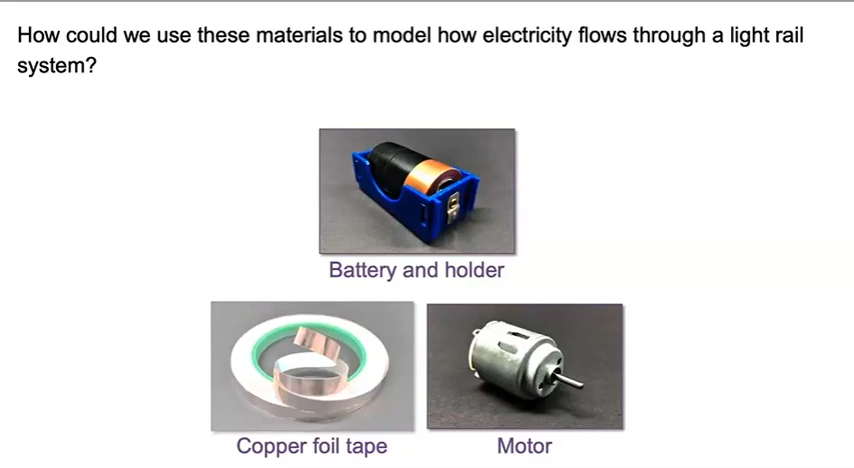 How could we use these materials to model how electricity flows through a light rail
system?
Battery and holder
Copper foil tape
Motor